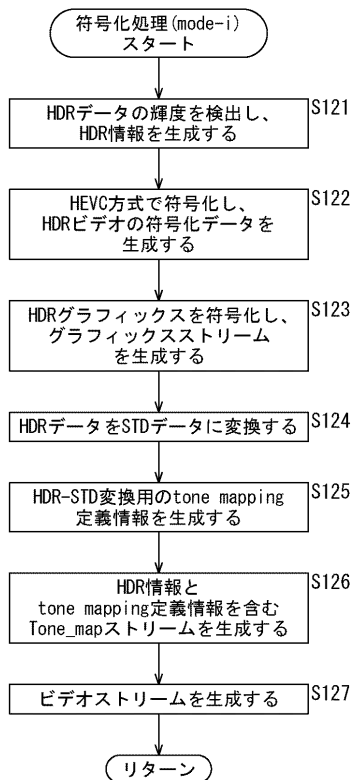 符号化処理(mode-i)
スタート
S121
HDRデータの輝度を検出し、
HDR情報を生成する
S122
HEVC方式で符号化し、
HDRビデオの符号化データを
生成する
S123
HDRグラフィックスを符号化し、
グラフィックスストリーム
を生成する
S124
HDRデータをSTDデータに変換する
S125
HDR-STD変換用のtone mapping
定義情報を生成する
S126
HDR情報と
tone mapping定義情報を含む
Tone_mapストリームを生成する
S127
ビデオストリームを生成する
リターン